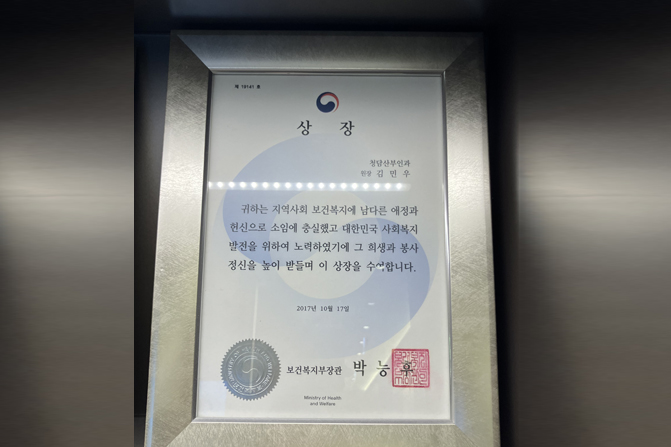 제 19141 호
상 장
청담산부인과
원장 김 민 우
귀하는 지역사회 보건복지에 남다른 애정과
헌신으로 소임에 충실했고 대한민국 사회복지
발전을 위하여 노력하였기에 그 희생과 봉사
정신을 높이 받들며 이 상장을 수여합니다.
2017년 10월 17일
보건복지부장관 박 능 후
Ministry of Health
and Welfare